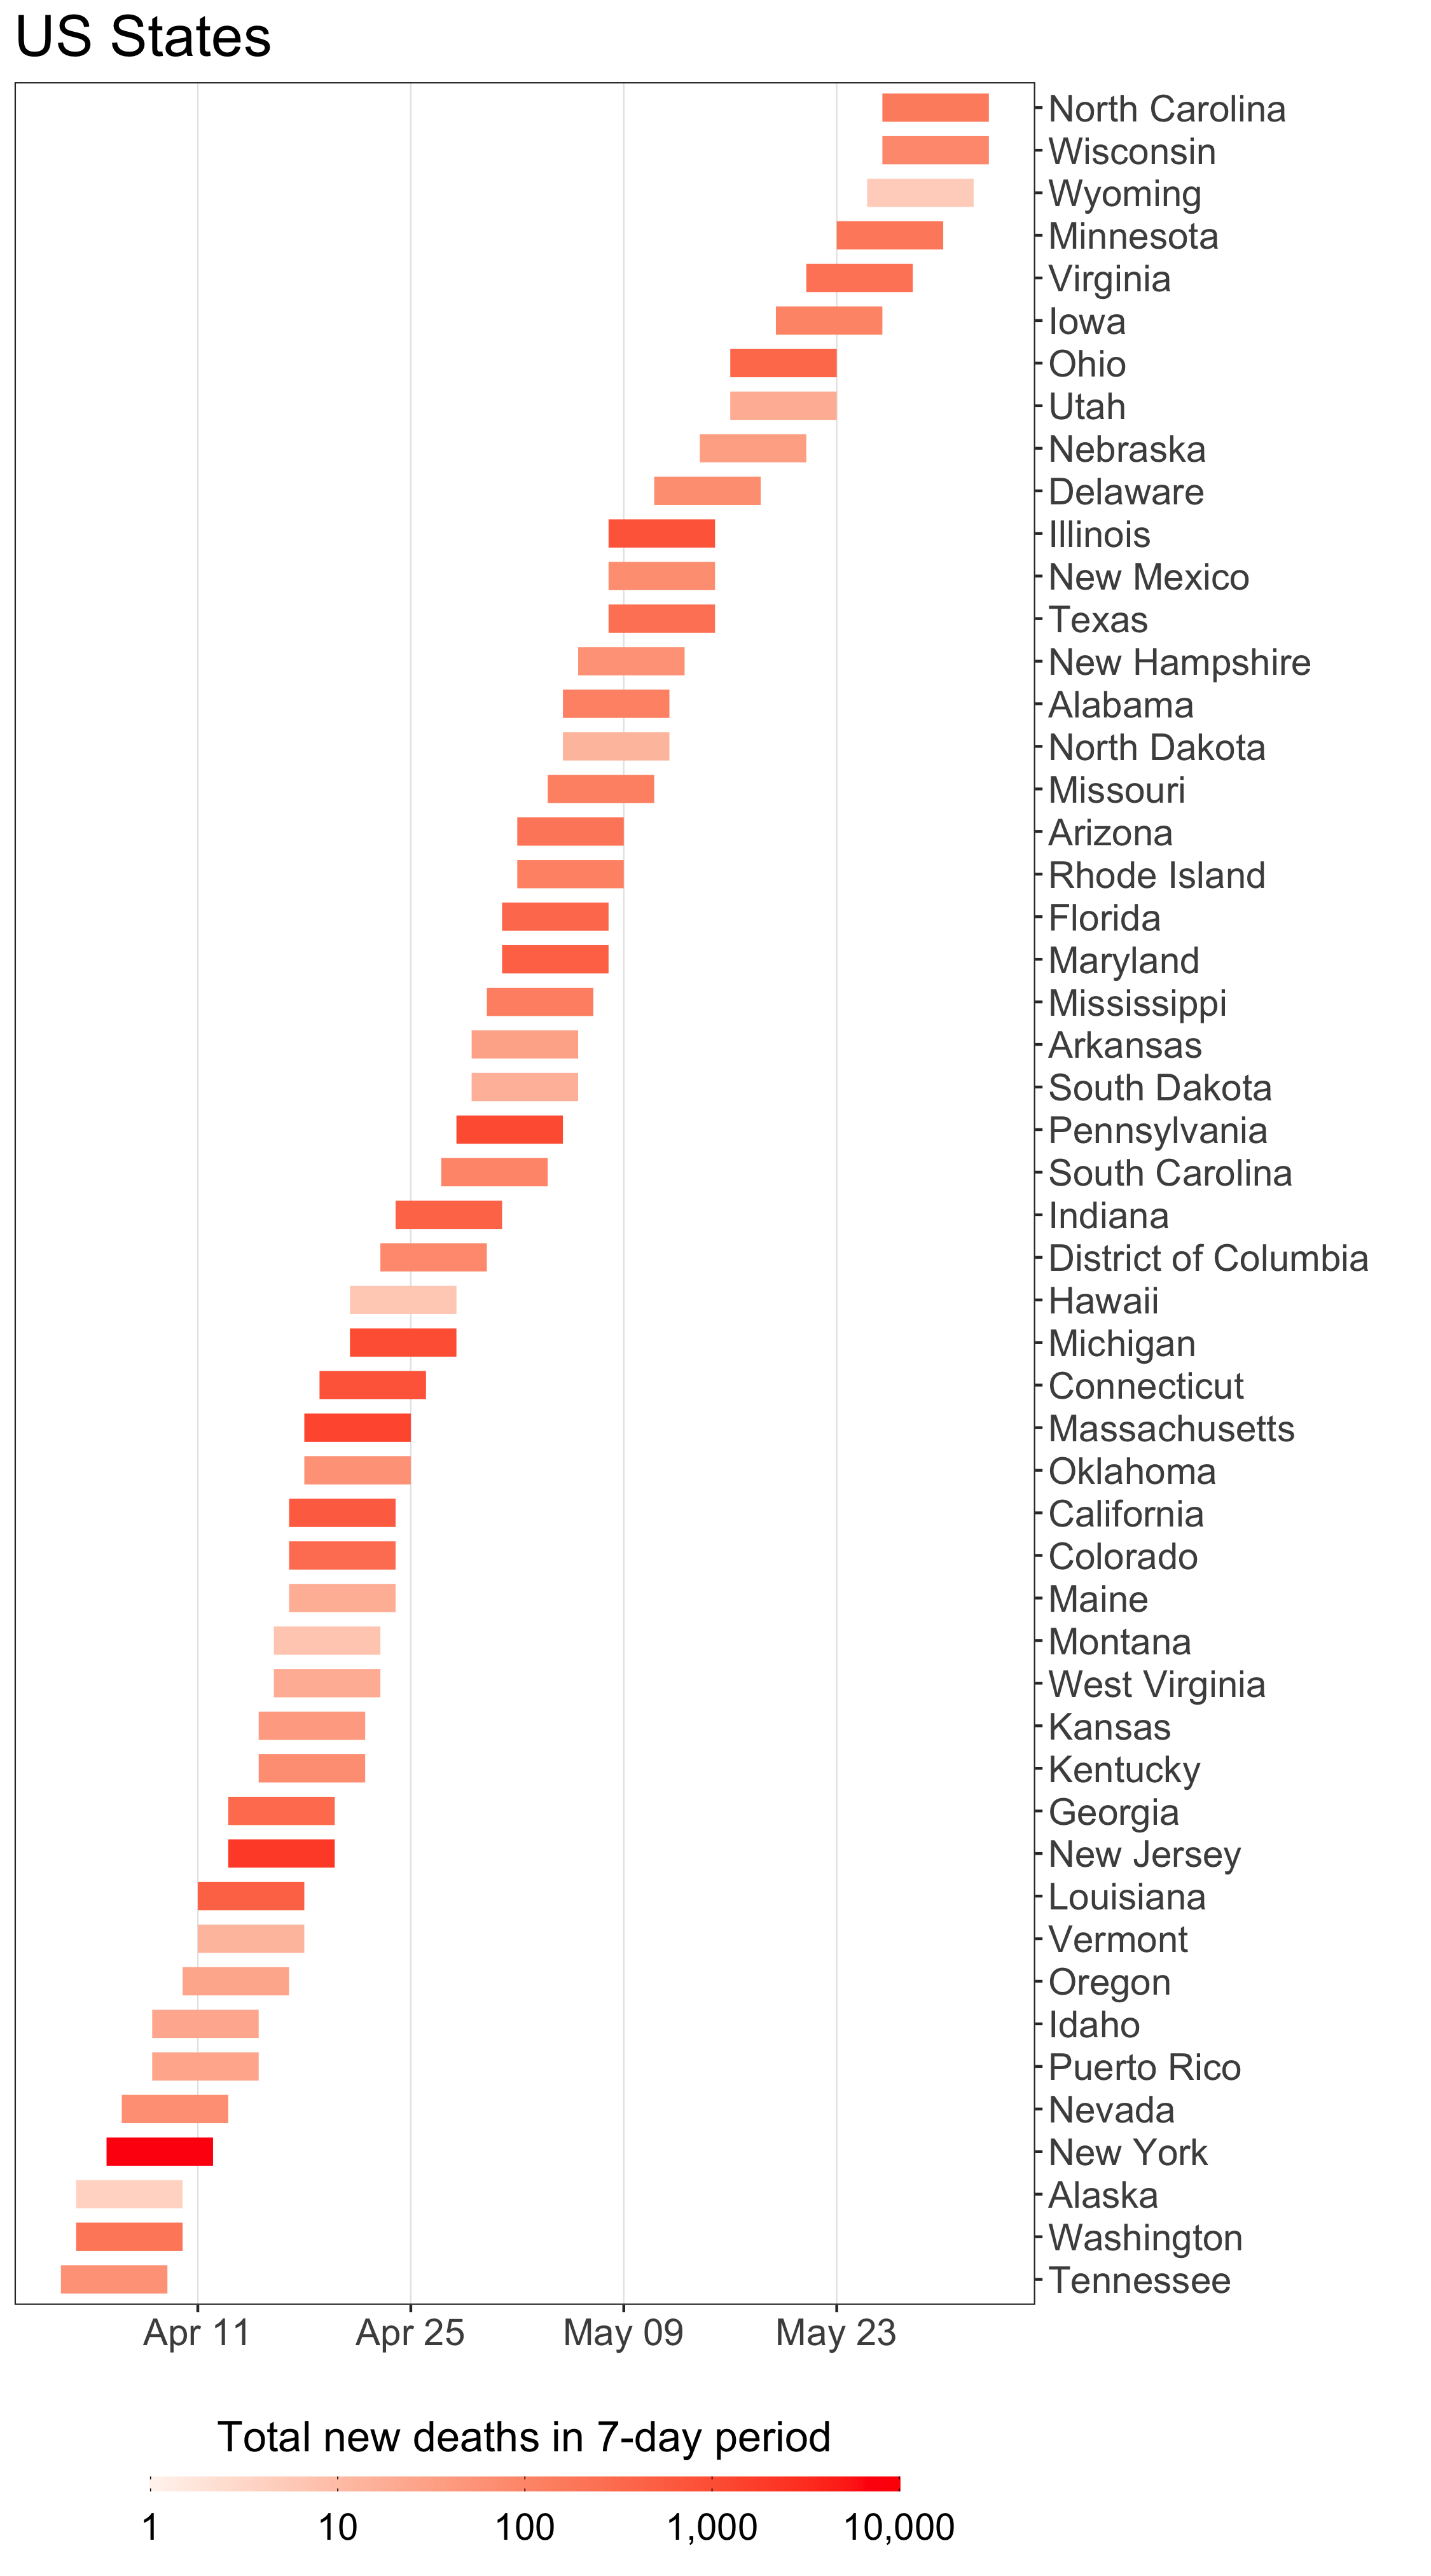 US States
North Carolina
Wisconsin
Wyoming
Minnesota
Virginia
Iowa
Ohio
Utah
Nebraska
Delaware
Illinois
New Mexico
Texas
New Hampshire
Alabama
North Dakota
Missouri
Arizona
Rhode Island
Florida
Maryland
Mississippi
Arkansas
South Dakota
Pennsylvania
South Carolina
Indiana
District of Columbia
Hawaii
Michigan
Connecticut
Massachusetts
Oklahoma
California
Colorado
Maine
Montana
West Virginia
Kansas
Kentucky
Georgia
New Jersey
Louisiana
Vermont
Oregon
Idaho
Puerto Rico
Nevada
New York
Alaska
Washington
Tennessee
Apr 11 Apr 25 May 09 May 23
Total new deaths in 7-day period
1 10 100 1,000 10,000